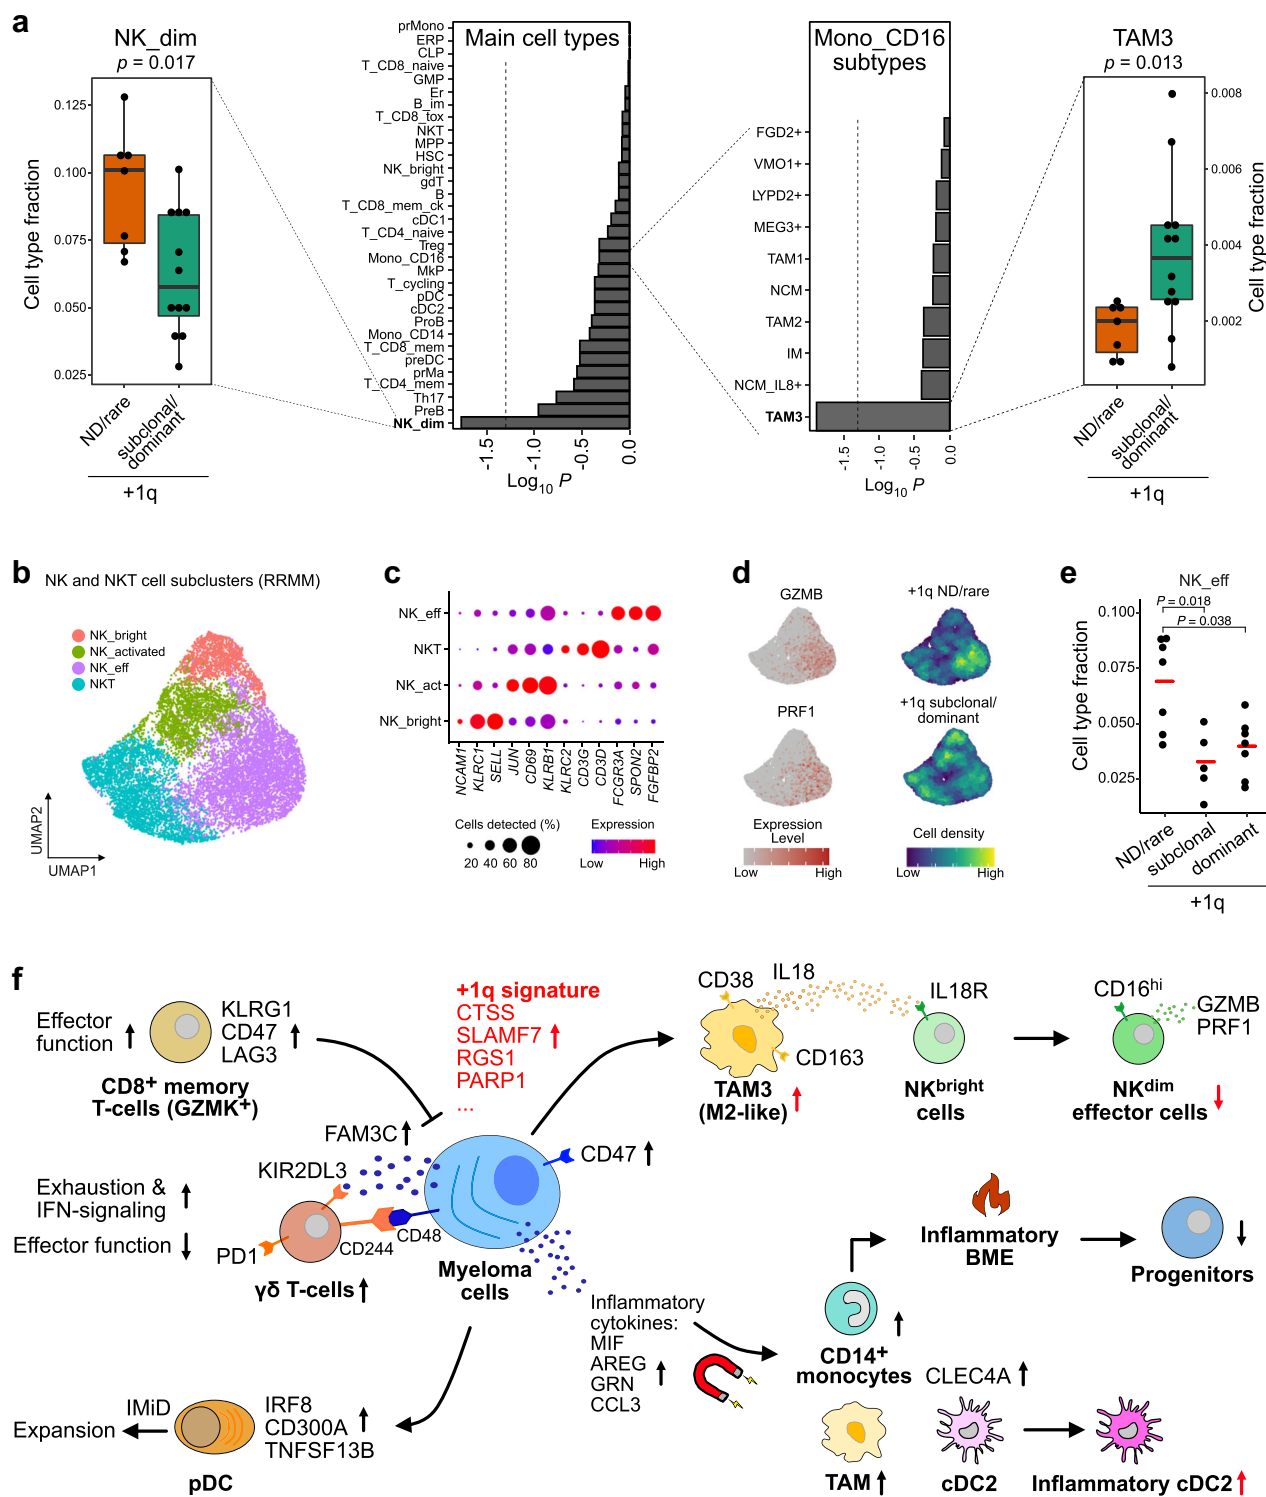 a
NK_dim
p = 0.017
Cell type fraction
0.125
0.100
0.075
0.050
0.025
ND/rare
subclonal/
dominant
+1q
Main cell types
prMono
ERP
CLP
T_CD8_naive
GMP
Er
B_im
T_CD8_tox
NKT
MPP
HSC
NK_bright
gdT
B
T_CD8_mem_ck
cDC1
T_CD4_naive
Treg
Mono_CD16
MkP
T_cycling
pDC
cDC2
ProB
Mono_CD14
T_CD8_mem
preDC
prMa
T_CD4_mem
Th17
PreB
NK_dim
-1.5
-1.0
-0.5
0.0
Log10 P
Mono_CD16
subtypes
FGD2+
VMO1+
LYPD2+
MEG3+
TAM1
NCM
TAM2
IM
NCM_IL8+
TAM3
-1.5
-1.0
-0.5
0.0
Log10 P
TAM3
p = 0.013
0.008
0.006
0.004
0.002
Cell type fraction
ND/rare
subclonal/
dominant
+1q
b
NK and NKT cell subclusters (RRMM)
NK_bright
NK_activated
NK_eff
NKT
UMAP2
UMAP1
c
NK_eff
NKT
NK_act
NK_bright
NCAM1
KLRC1
SELL
JUN
CD69
KLRB1
KLRC2
CD3G
CD3D
FCGR3A
SPON2
FGFBP2
Cells detected (%)
20 40 60 80
Expression
Low High
d
GZMB
+1q ND/rare
PRF1
+1q subclonal/
dominant
Expression
Level
Low High
Cell density
Low High
e
NK_eff
P = 0.018
P = 0.038
Cell type fraction
0.100
0.075
0.050
0.025
ND/rare
subclonal
dominant
+1q
f
Effector
function
KLRG1
CD47
LAG3
CD8+ memory
T-cells (GZMK+)
+1q signature
CTSS
SLAMF7
RGS1
PARP1
...
CD38
IL18
CD163
TAM3
(M2-like)
IL18R
NKbright
cells
CD16hi
GZMB
PRF1
NKdim
effector cells
FAM3C
KIR2DL3
CD47
Exhaustion &
IFN-signaling
Effector function
PD1
CD244
CD48
γδ T-cells
Myeloma
cells
Inflammatory
BME
Progenitors
Inflammatory
cytokines:
MIF
AREG
GRN
CCL3
CD14+
monocytes
CLEC4A
TAM
cDC2
Inflammatory cDC2
Expansion
IMiD
IRF8
CD300A
TNFSF13B
pDC